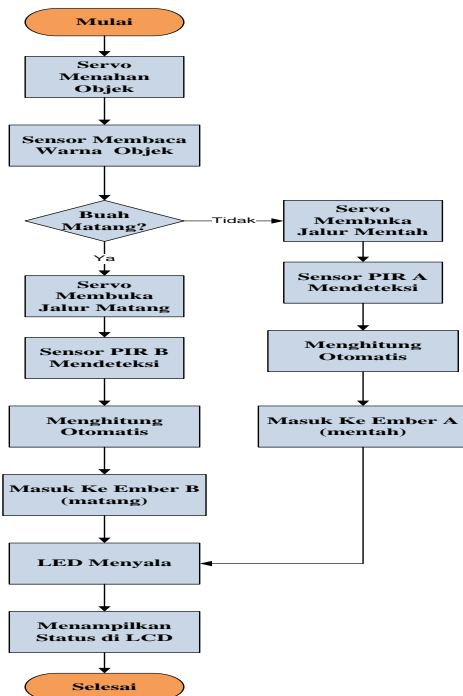 Mulai
Servo
Menahan
Objek
Sensor Membaca
Warna Objek
Buah
Matang?
Tidak
Servo
Membuka
Jalur Mentah
Ya
Servo
Membuka
Jalur Matang
Sensor PIR A
Mendeteksi
Sensor PIR B
Mendeteksi
Menghitung
Otomatis
Menghitung
Otomatis
Masuk Ke Ember A
(mentah)
Masuk Ke Ember B
(matang)
LED Menyala
Menampilkan
Status di LCD
Selesai